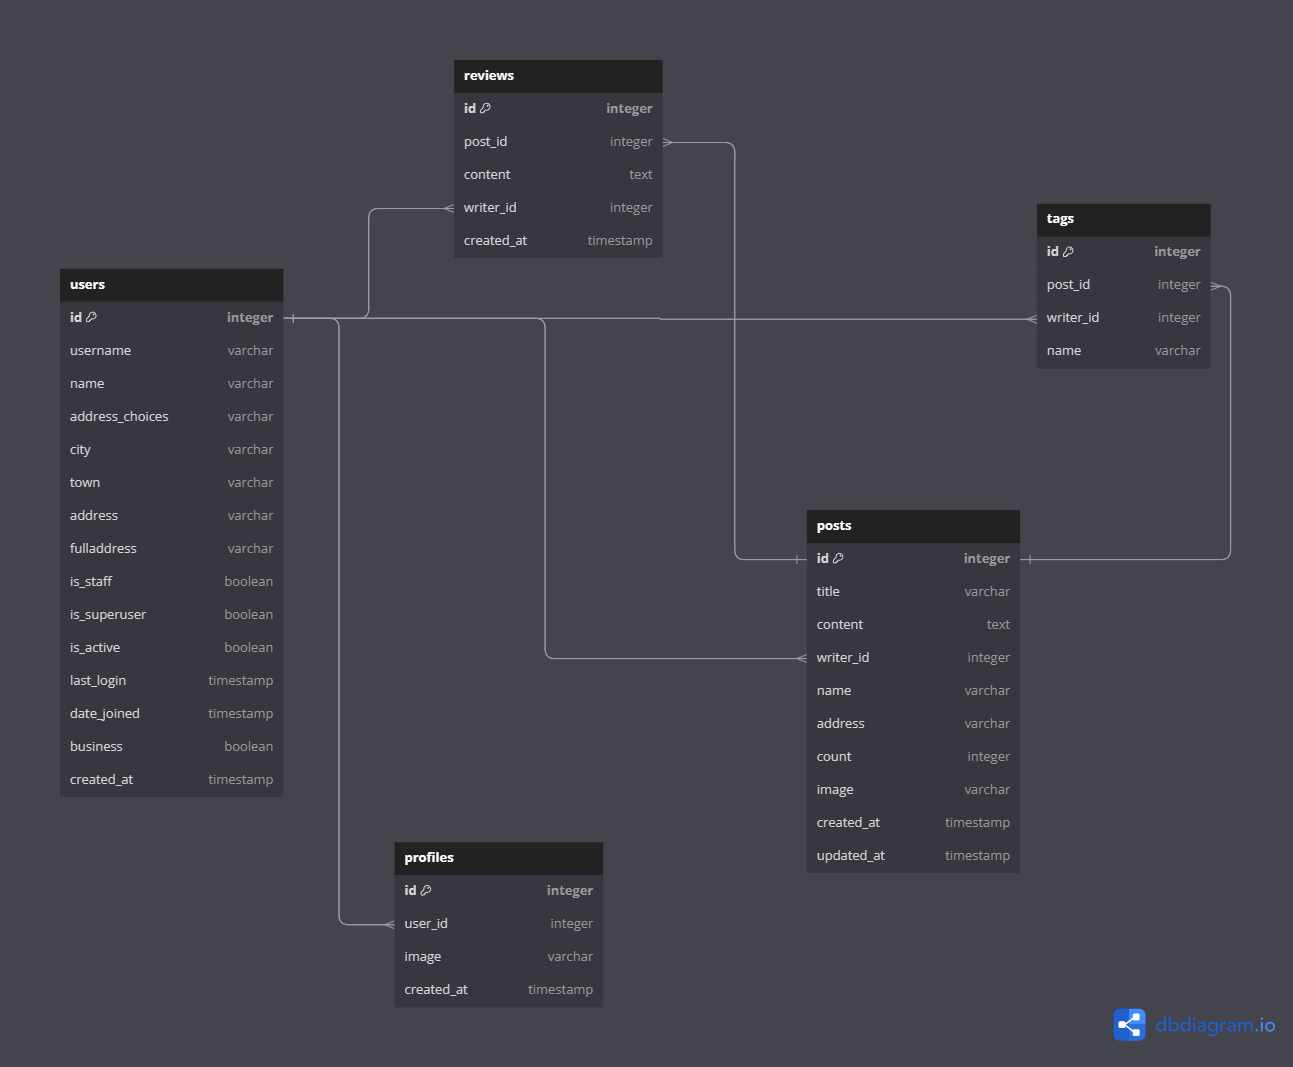 reviews
id integer
post_id integer
content text
writer_id integer
created_at timestamp
tags
id integer
post_id integer
writer_id integer
name varchar
users
id integer
username varchar
name varchar
address_choices varchar
city varchar
town varchar
address varchar
fulladdress varchar
is_staff boolean
is_superuser boolean
is_active boolean
last_login timestamp
date_joined timestamp
business boolean
created_at timestamp
posts
id integer
title varchar
content text
writer_id integer
name varchar
address varchar
count integer
image varchar
created_at timestamp
updated_at timestamp
profiles
id integer
user_id integer
image varchar
created_at timestamp
dbdiagram.io